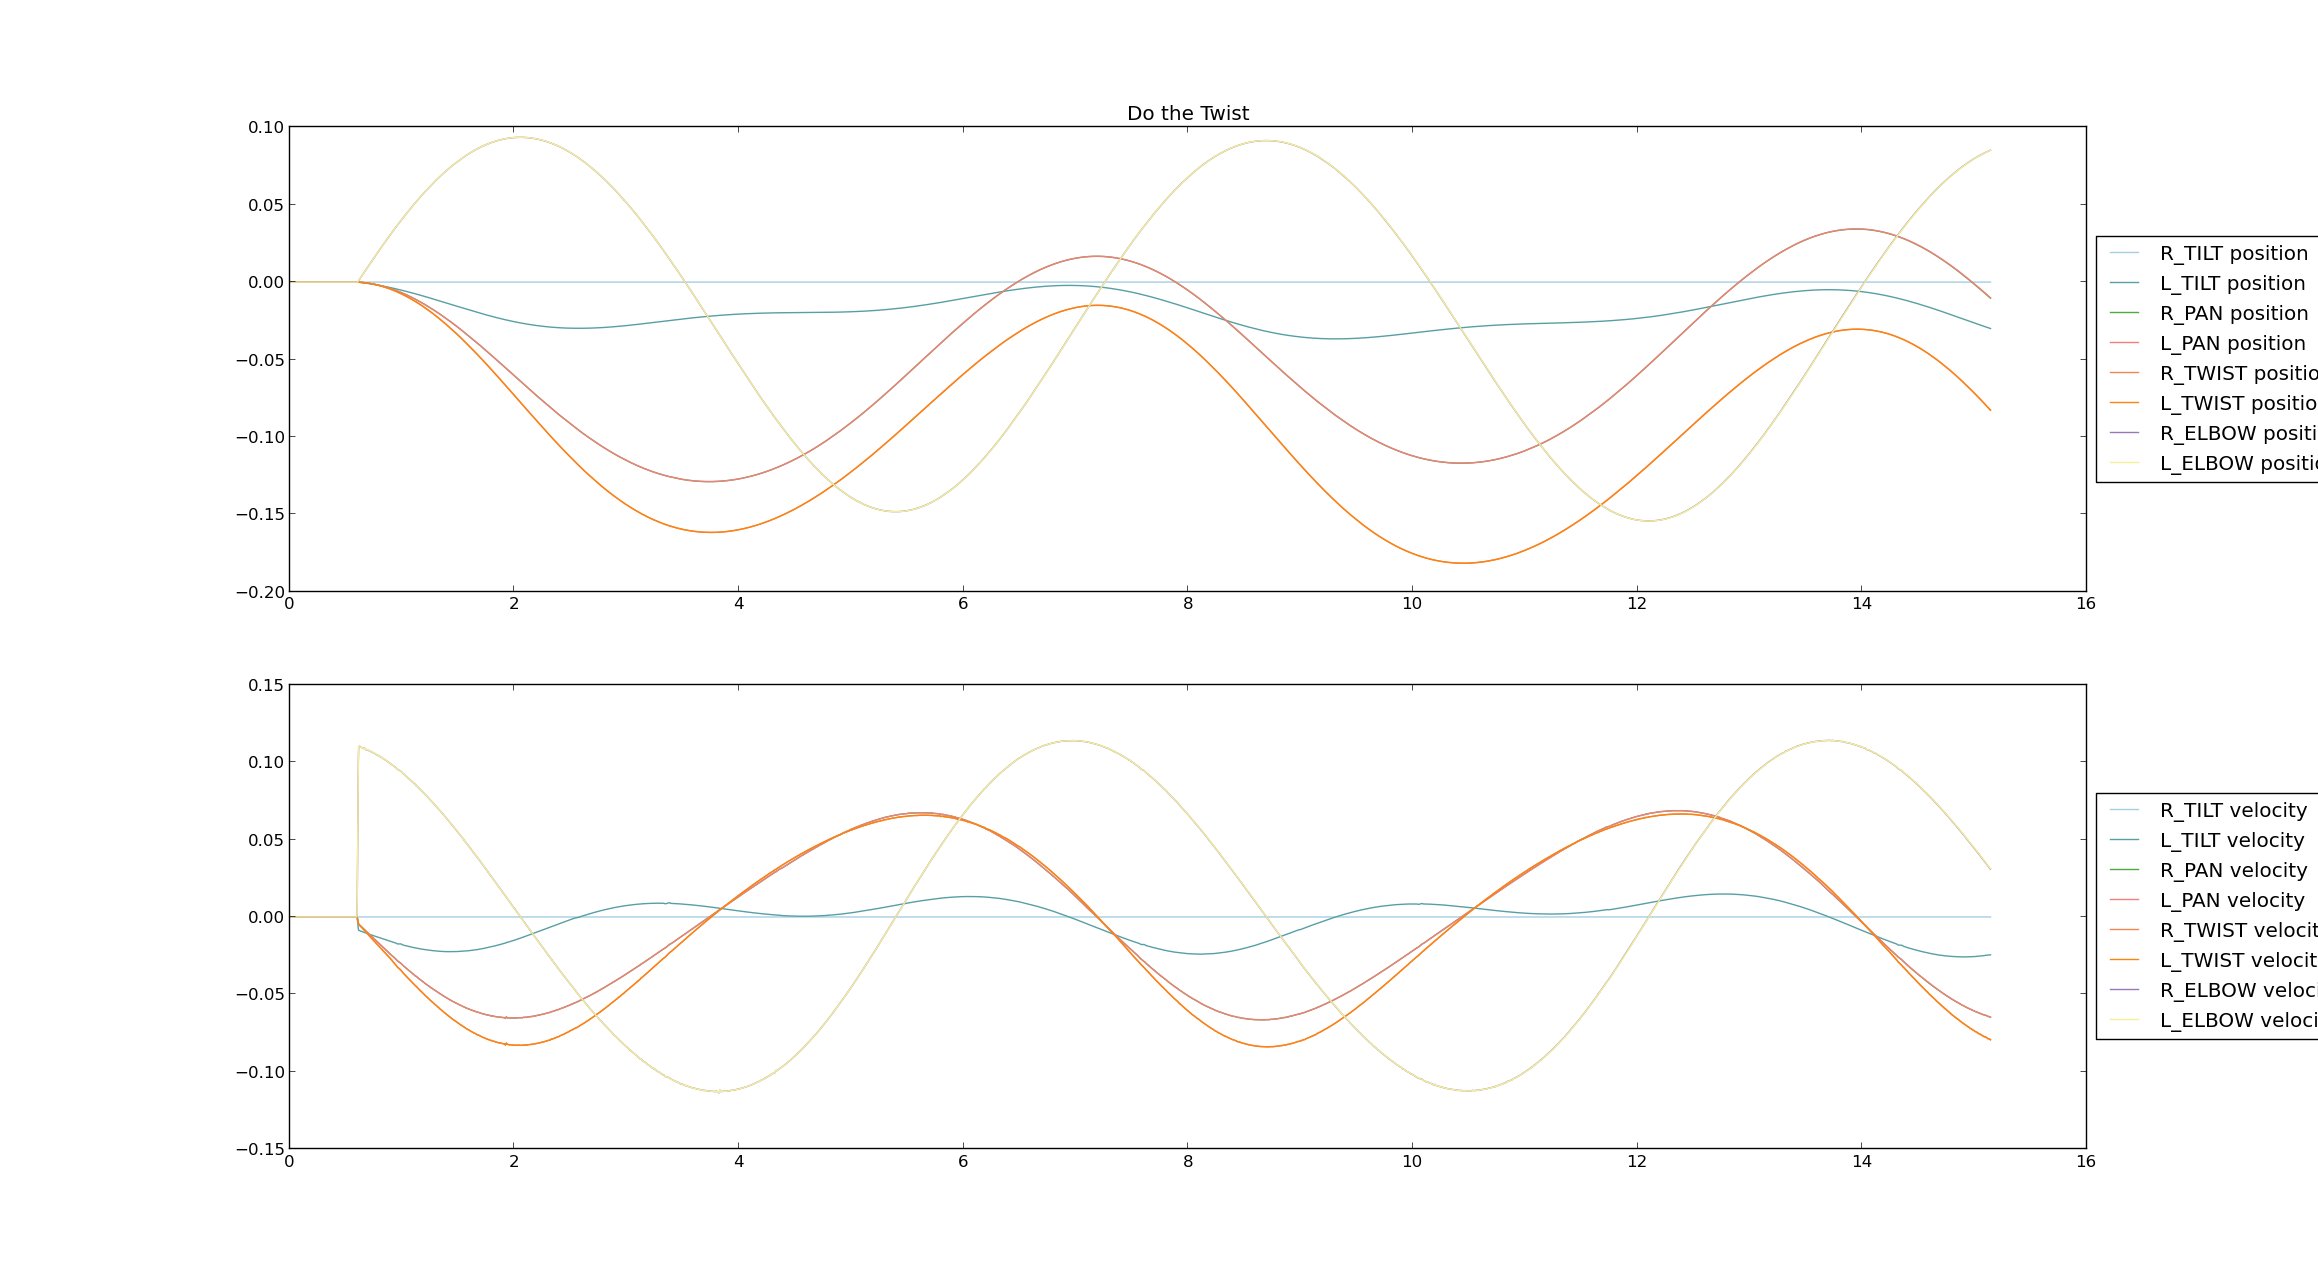 Do the Twist
0.10
0.05
0.00
−0.05
−0.10
−0.15
−0.20
0 2 4 6 8 10 12 14 16
R_TILT position
L_TILT position
R_PAN position
L_PAN position
R_TWIST positio
L_TWIST positio
R_ELBOW positi
L_ELBOW positio
0.15
0.10
0.05
0.00
−0.05
−0.10
−0.15
0 2 4 6 8 10 12 14 16
R_TILT velocity
L_TILT velocity
R_PAN velocity
L_PAN velocity
R_TWIST velocit
L_TWIST velocit
R_ELBOW veloci
L_ELBOW veloci